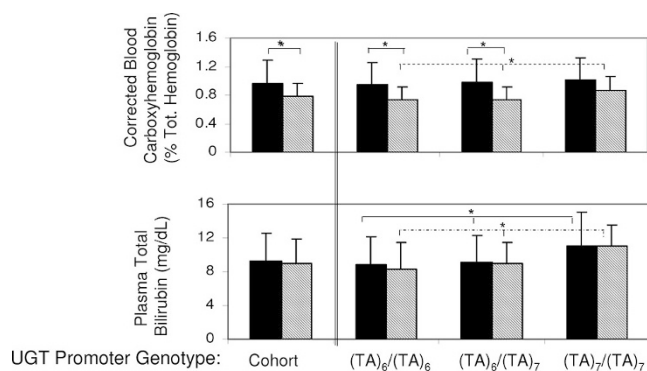 Corrected Blood
Carboxyhemoglobin
(% Tot. Hemoglobin)
1.6
1.2
0.8
0.4
0
*
*
*
*
Plasma Total
Bilirubin (mg/dL)
16
12
8
4
0
*
*
UGT Promoter Genotype: Cohort (TA)₆/(TA)₆ (TA)₆/(TA)₇ (TA)₇/(TA)₇